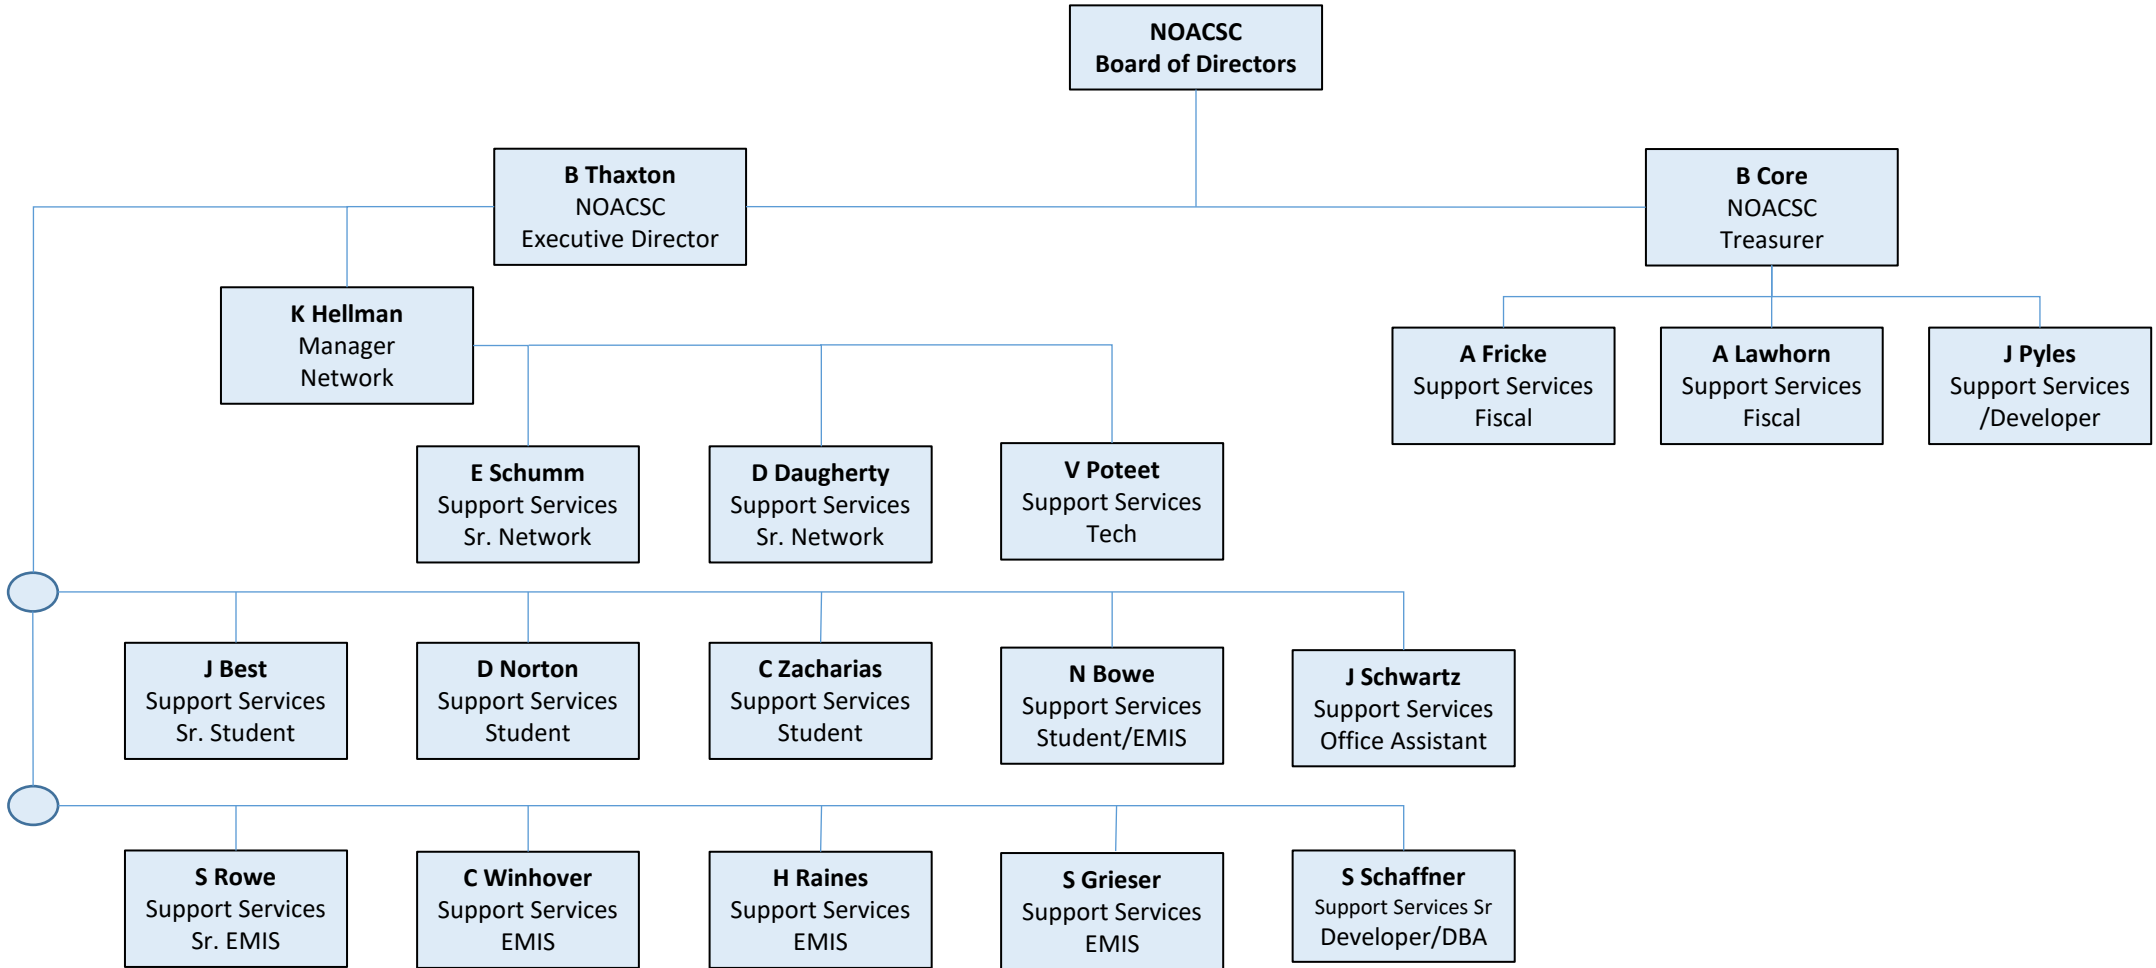 NOACSC
Board of Directors
B Thaxton
NOACSC
Executive Director
B Core
NOACSC
Treasurer
K Hellman
Manager
Network
A Fricke
Support Services
Fiscal
A Lawhorn
Support Services
Fiscal
J Pyles
Support Services
/Developer
E Schumm
Support Services
Sr. Network
D Daugherty
Support Services
Sr. Network
V Poteet
Support Services
Tech
J Best
Support Services
Sr. Student
D Norton
Support Services
Student
C Zacharias
Support Services
Student
N Bowe
Support Services
Student/EMIS
J Schwartz
Support Services
Office Assistant
S Rowe
Support Services
Sr. EMIS
C Winhover
Support Services
EMIS
H Raines
Support Services
EMIS
S Grieser
Support Services
EMIS
S Schaffner
Support Services Sr
Developer/DBA